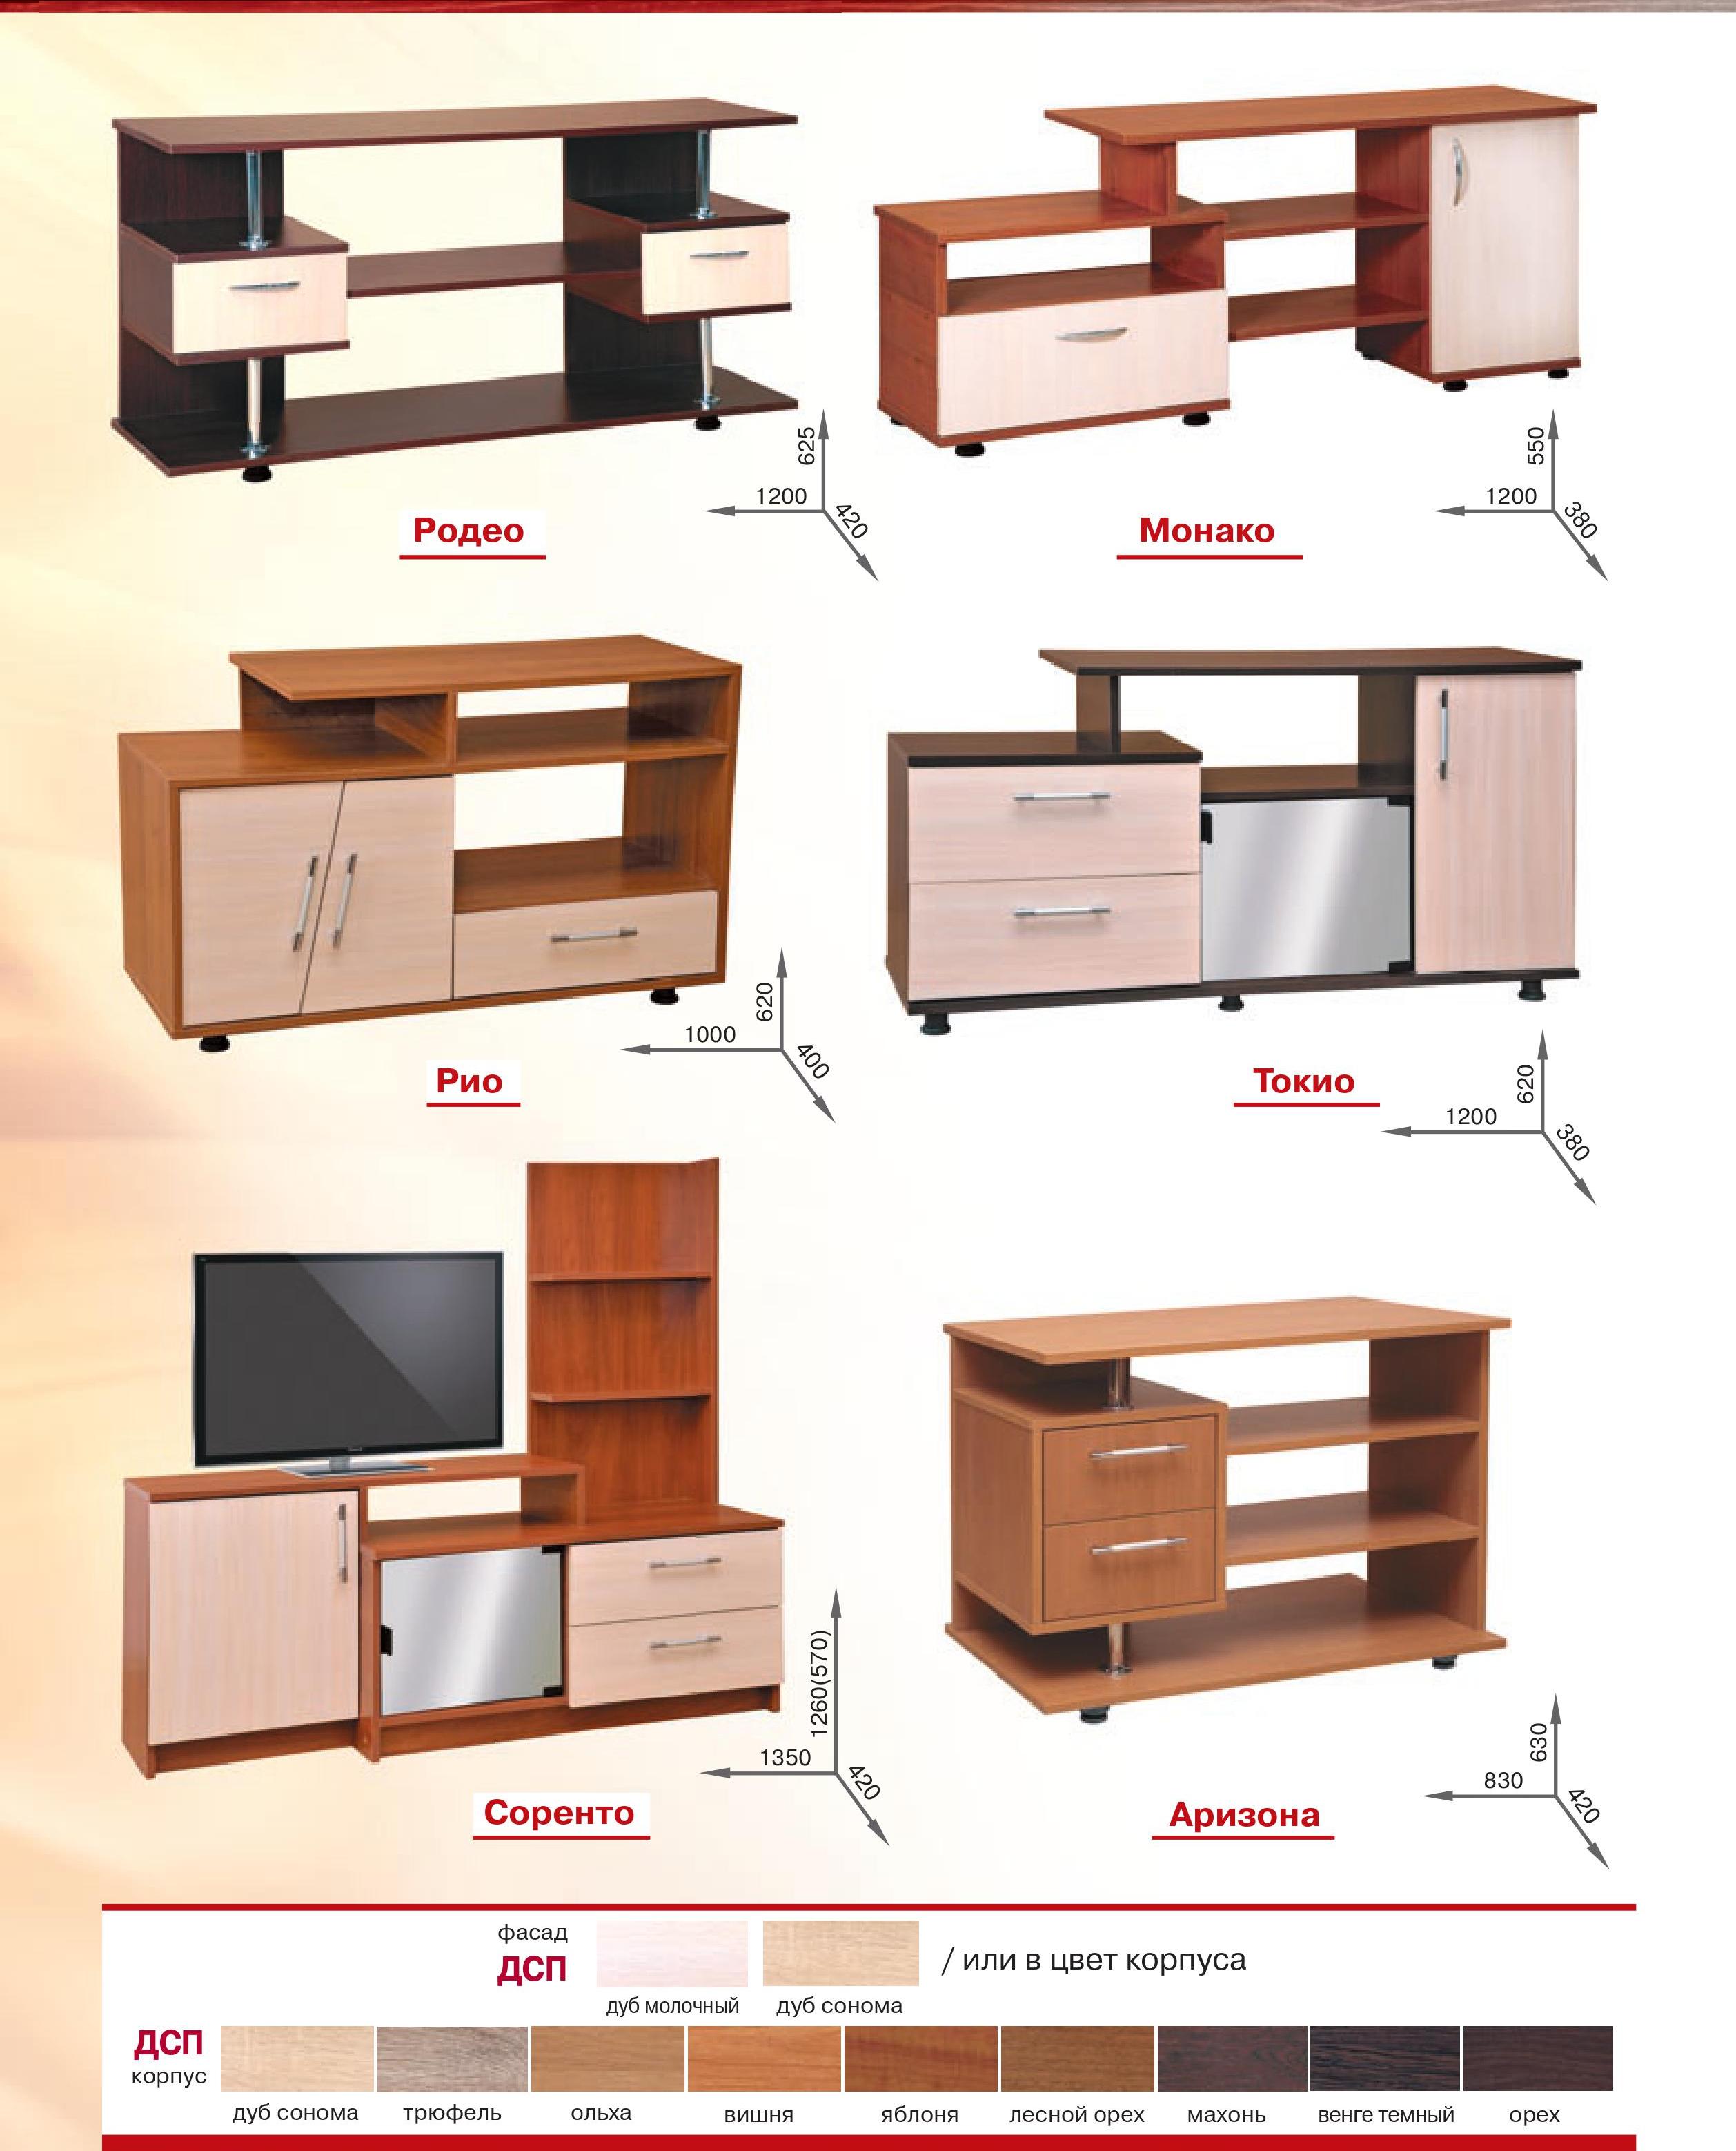 625
1200
420
Родео
550
1200
380
Монако
620
1000
400
Рио
620
1200
380
Токио
1260(570)
1350
420
Соренто
630
830
420
Аризона
фасад
ДСП
/ или в цвет корпуса
дуб молочный
дуб сонома
ДСП
корпус
дуб сонома
трюфель
ольха
вишня
яблоня
лесной орех
махонь
венге темный
орех